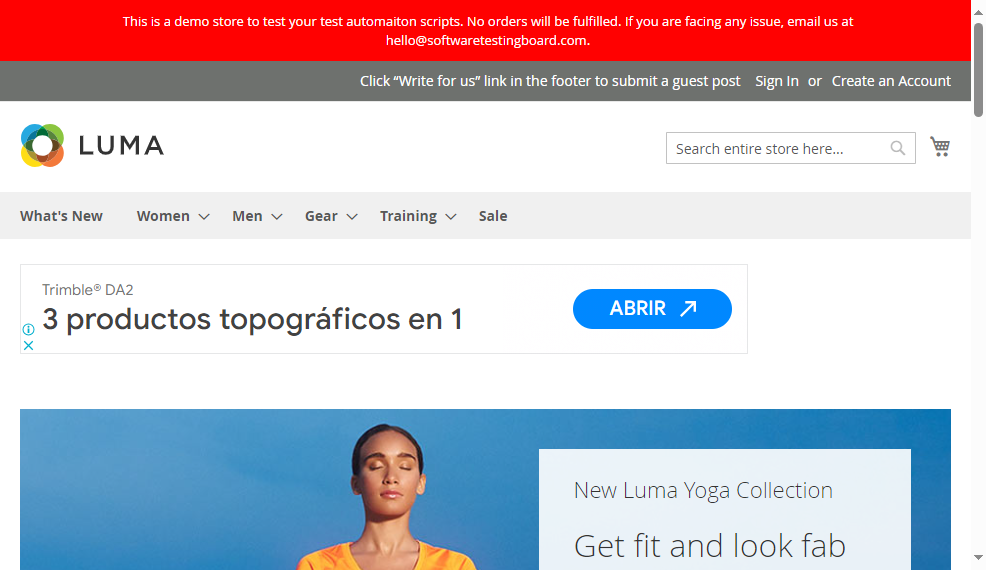 This is a demo store to test your test automaiton scripts. No orders will be fulfilled. If you are facing any issue, email us at
hello@softwaretestingboard.com.
Click “Write for us” link in the footer to submit a guest post Sign In or Create an Account
LUMA
Search entire store here...
What's New Women Men Gear Training Sale
Trimble® DA2
3 productos topográficos en 1
ABRIR
New Luma Yoga Collection
Get fit and look fab